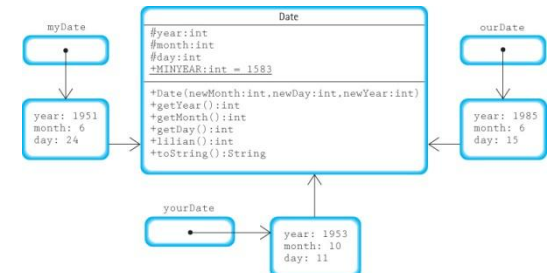 Date
myDate
#year:int
#month:int
#day:int
+MINYEAR:int = 1583
ourDate
+Date(newMonth:int,newDay:int,newYear:int)
+getYear():int
+getMonth():int
+getDay():int
+lilian():int
+toString():String
year: 1951
month: 6
day: 24
year: 1985
month: 6
day: 15
yourDate
year: 1953
month: 10
day: 11